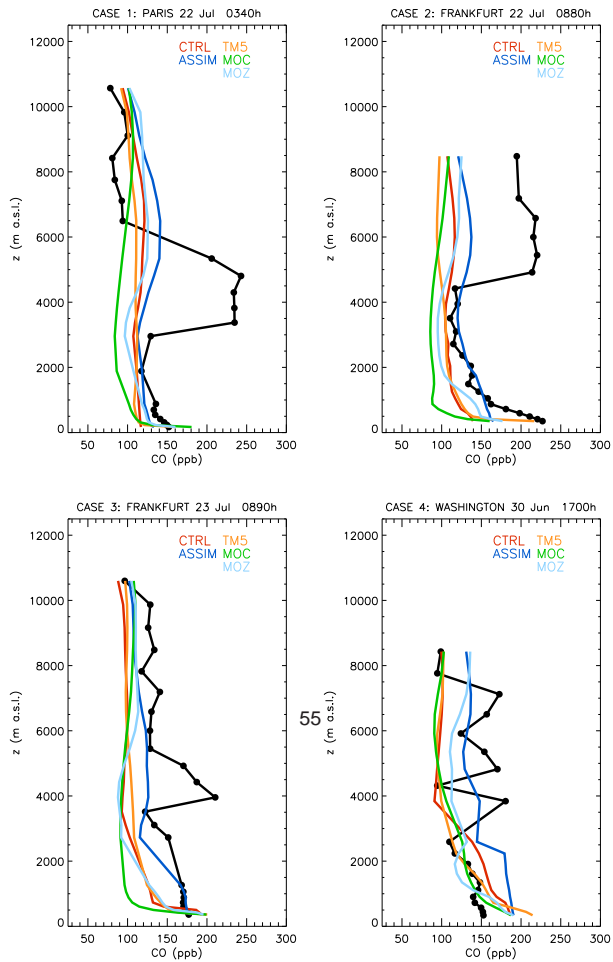 CASE 1: PARIS 22 Jul 0340h
CTRL TM5
ASSIM MOC
MOZ
12000
10000
8000
6000
4000
2000
0
z (m a.s.l.)
50 100 150 200 250 300
CO (ppb)
CASE 2: FRANKFURT 22 Jul 0880h
CTRL TM5
ASSIM MOC
MOZ
12000
10000
8000
6000
4000
2000
0
z (m a.s.l.)
50 100 150 200 250 300
CO (ppb)
CASE 3: FRANKFURT 23 Jul 0890h
CTRL TM5
ASSIM MOC
MOZ
12000
10000
8000
6000
4000
2000
0
z (m a.s.l.)
50 100 150 200 250 300
CO (ppb)
55
CASE 4: WASHINGTON 30 Jun 1700h
CTRL TM5
ASSIM MOC
MOZ
12000
10000
8000
6000
4000
2000
0
z (m a.s.l.)
50 100 150 200 250 300
CO (ppb)